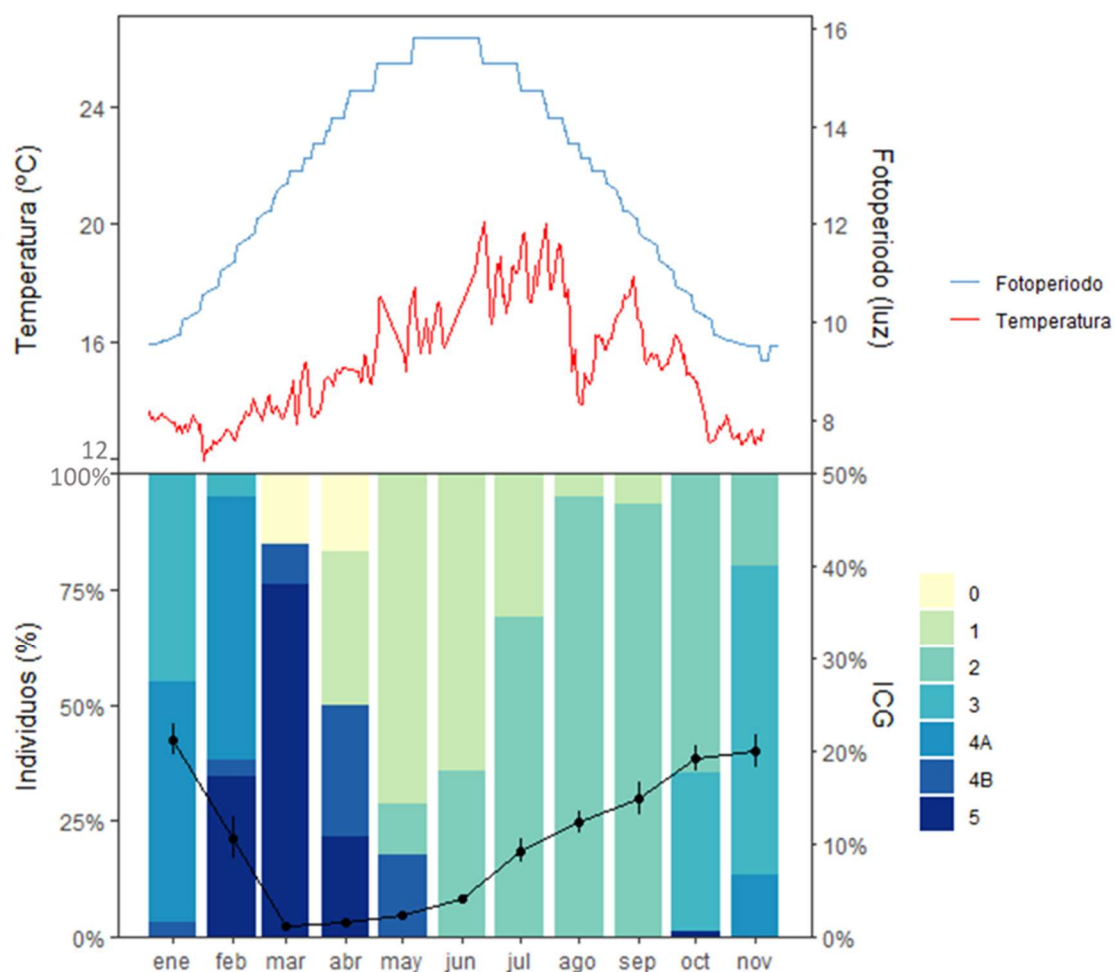 Temperatura (ºC)
24
20
16
12
16
14
12
10
8
Fotoperiodo (luz)
Fotoperiodo
Temperatura
Individuos (%)
100%
75%
50%
25%
0%
50%
40%
30%
20%
10%
0%
ICG
0
1
2
3
4A
4B
5
ene feb mar abr may jun jul ago sep oct nov